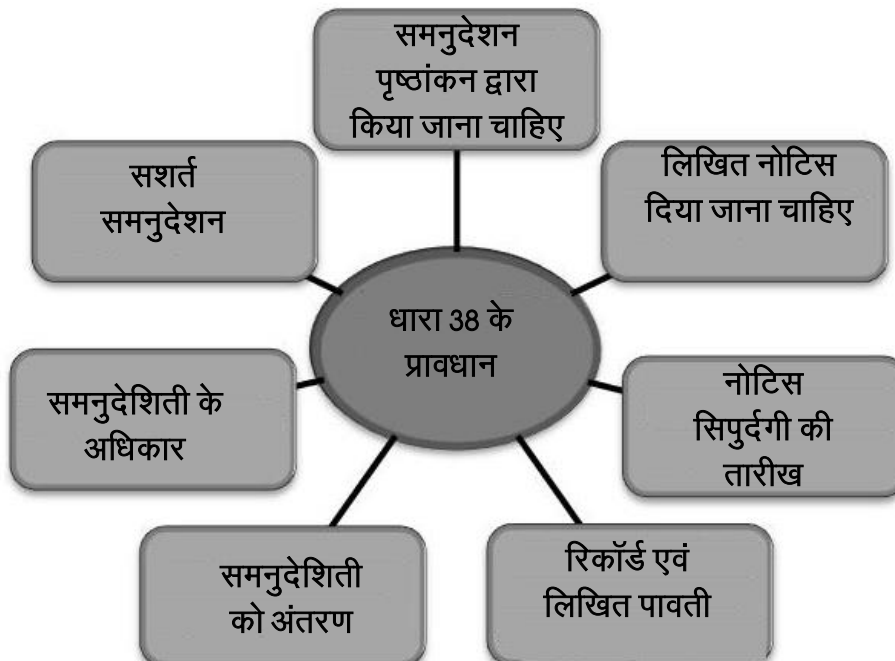 समनुदेशन
पृष्ठांकन द्वारा
किया जाना चाहिए
लिखित नोटिस
दिया जाना चाहिए
सशर्त
समनुदेशन
धारा 38 के
प्रावधान
नोटिस
सिपुर्दगी की
तारीख
समनुदेशिती के
अधिकार
रिकॉर्ड एवं
लिखित पावती
समनुदेशिती
को अंतरण